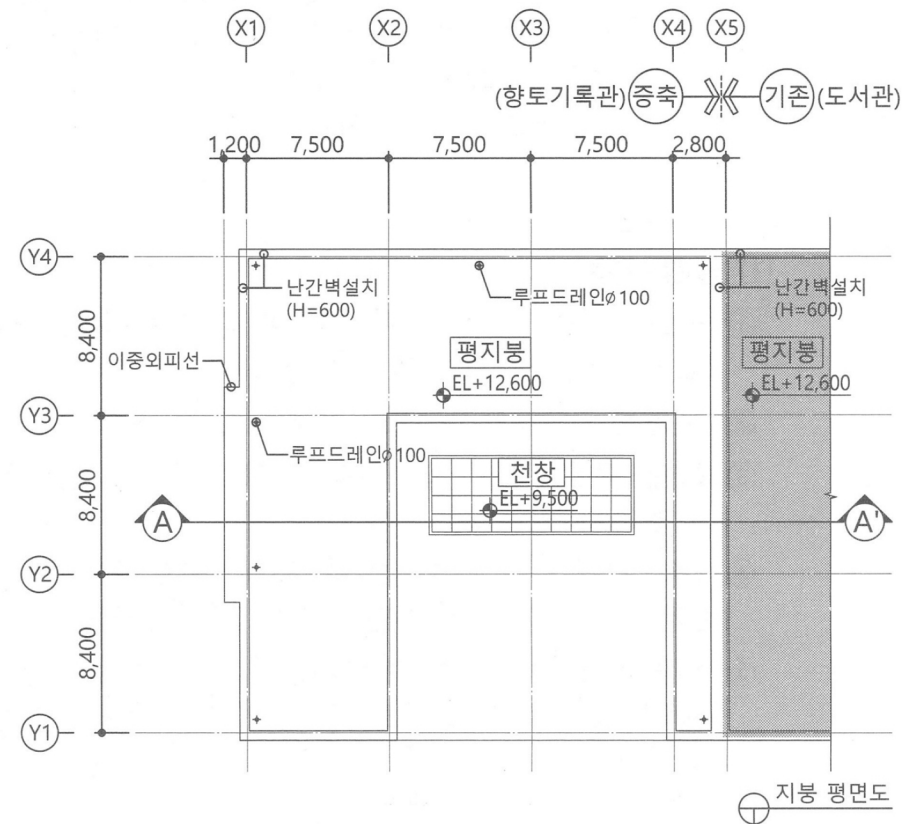 X1 X2 X3 X4 X5
(향토기록관) 증축 기존 (도서관)
1,200 7,500 7,500 7,500 2,800
Y4
난간벽설치
(H=600)
루프드레인ø100
난간벽설치
(H=600)
8,400
이중외피선
평지붕
EL+12,600
평지붕
EL+12,600
Y3
루프드레인ø100
천창
EL+9,500
8,400
A A'
Y2
8,400
Y1
지붕 평면도